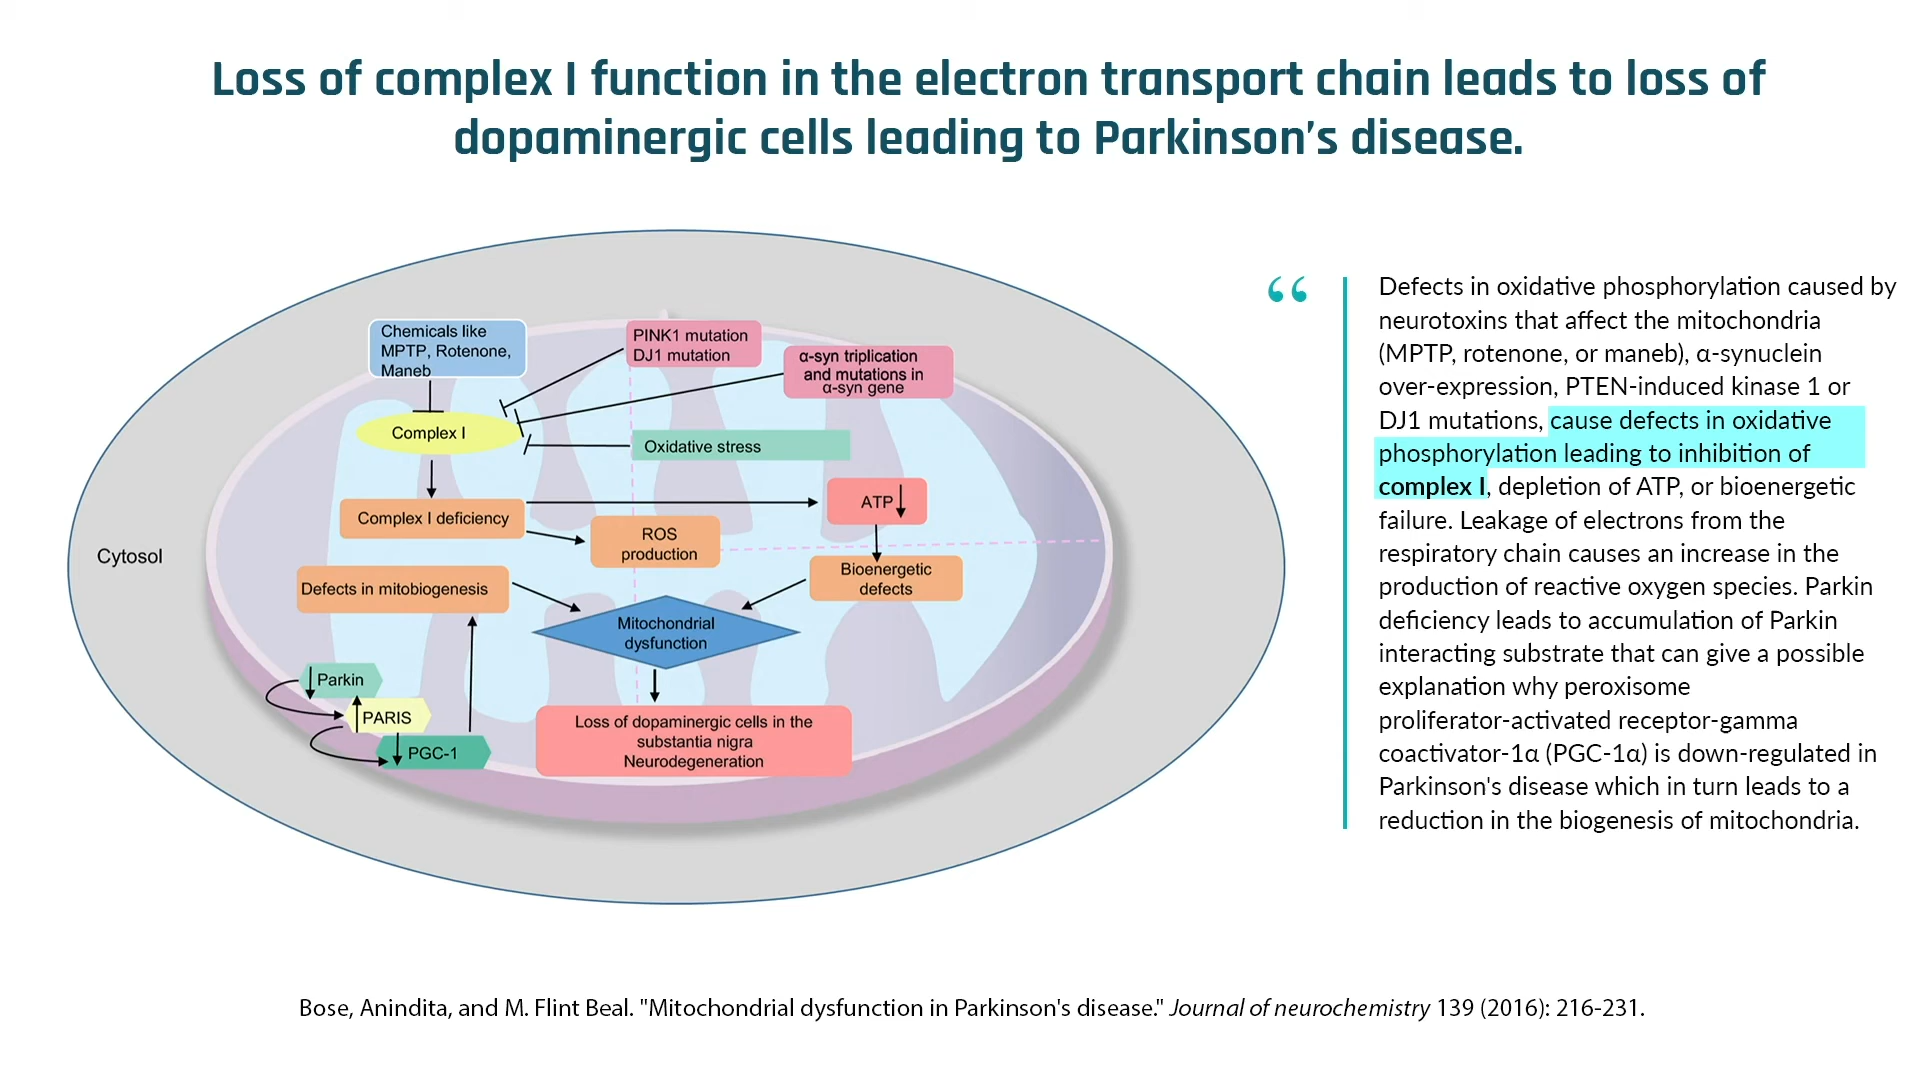 Loss of complex I function in the electron transport chain leads to loss of
dopaminergic cells leading to Parkinson’s disease.
Chemicals like
MPTP, Rotenone,
Maneb
PINK1 mutation
DJ1 mutation
α-syn triplication
and mutations in
α-syn gene
Complex I
Oxidative stress
Complex I deficiency
ATP
ROS
production
Cytosol
Defects in mitobiogenesis
Bioenergetic
defects
Mitochondrial
dysfunction
Parkin
PARIS
PGC-1
Loss of dopaminergic cells in the
substantia nigra
Neurodegeneration
“
Defects in oxidative phosphorylation caused by
neurotoxins that affect the mitochondria
(MPTP, rotenone, or maneb), α-synuclein
over-expression, PTEN-induced kinase 1 or
DJ1 mutations, cause defects in oxidative
phosphorylation leading to inhibition of
complex I, depletion of ATP, or bioenergetic
failure. Leakage of electrons from the
respiratory chain causes an increase in the
production of reactive oxygen species. Parkin
deficiency leads to accumulation of Parkin
interacting substrate that can give a possible
explanation why peroxisome
proliferator-activated receptor-gamma
coactivator-1α (PGC-1α) is down-regulated in
Parkinson's disease which in turn leads to a
reduction in the biogenesis of mitochondria.
Bose, Anindita, and M. Flint Beal. "Mitochondrial dysfunction in Parkinson's disease." Journal of neurochemistry 139 (2016): 216-231.